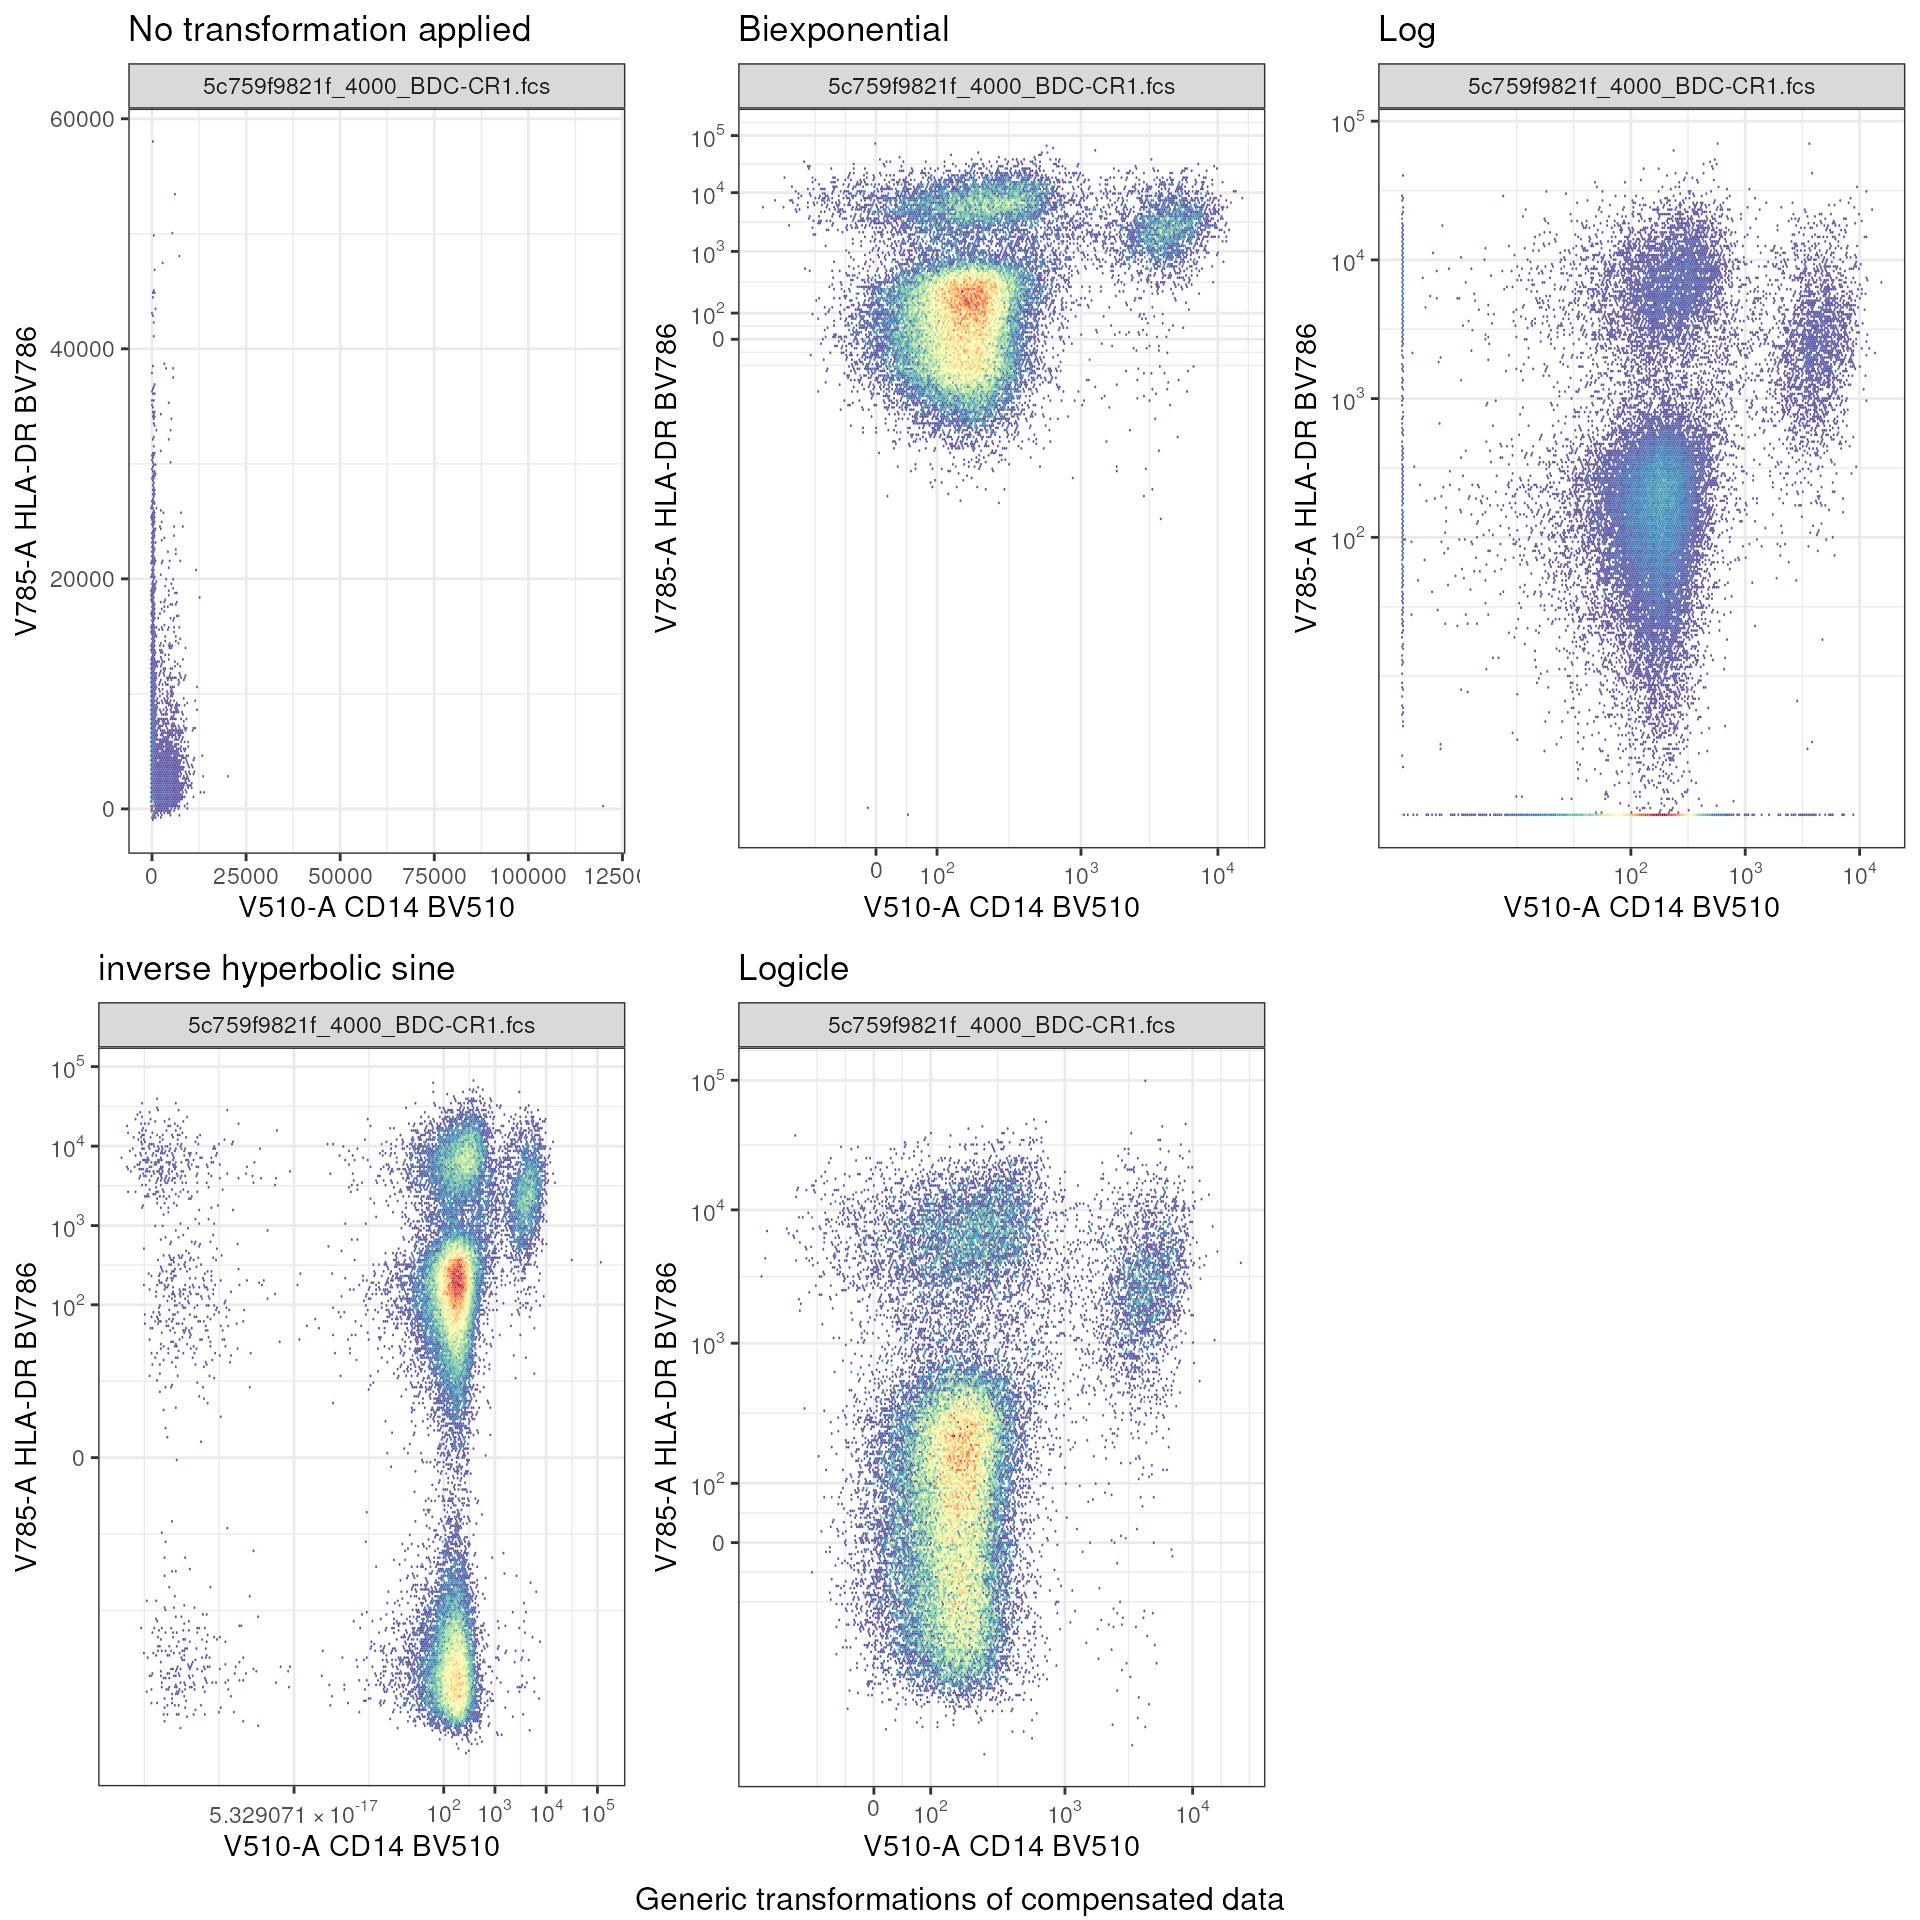 No transformation applied
5c759f9821f_4000_BDC-CR1.fcs
60000
40000
20000
0
V785-A HLA-DR BV786
0 25000 50000 75000 100000 12500
V510-A CD14 BV510
Biexponential
5c759f9821f_4000_BDC-CR1.fcs
10^5
10^4
10^3
10^2
0
V785-A HLA-DR BV786
0 10^2 10^3 10^4
V510-A CD14 BV510
Log
5c759f9821f_4000_BDC-CR1.fcs
10^5
10^4
10^3
10^2
V785-A HLA-DR BV786
10^2 10^3 10^4
V510-A CD14 BV510
inverse hyperbolic sine
5c759f9821f_4000_BDC-CR1.fcs
10^5
10^4
10^3
10^2
0
V785-A HLA-DR BV786
5.329071 × 10^-17 10^2 10^3 10^4 10^5
V510-A CD14 BV510
Logicle
5c759f9821f_4000_BDC-CR1.fcs
10^5
10^4
10^3
10^2
0
V785-A HLA-DR BV786
0 10^2 10^3 10^4
V510-A CD14 BV510
Generic transformations of compensated data